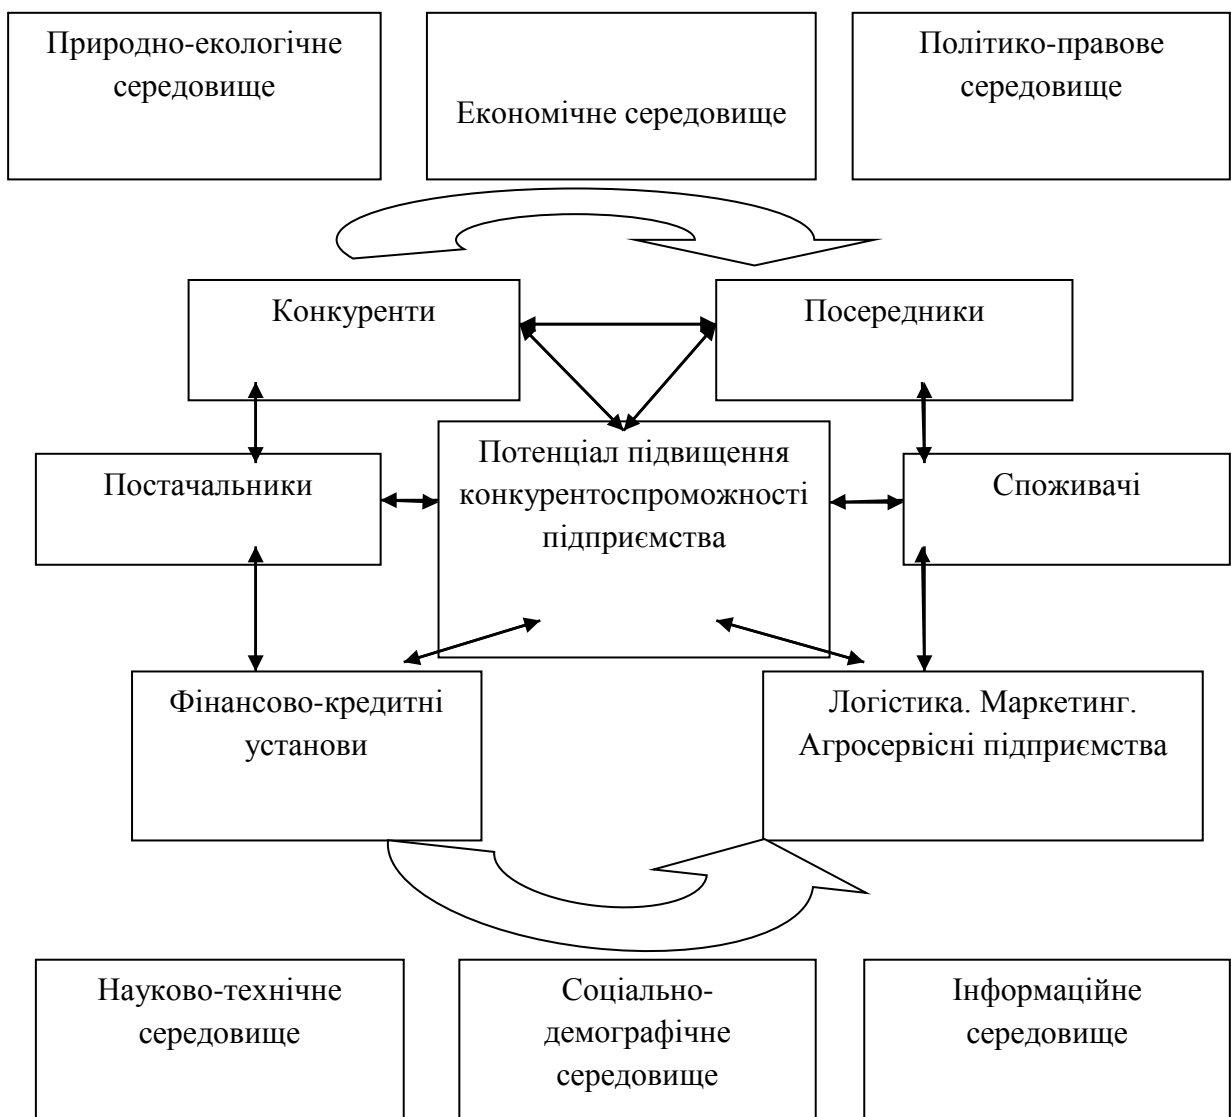 Природно-екологічне
середовище
Економічне середовище
Політико-правове
середовище
Конкуренти
Посередники
Постачальники
Потенціал підвищення
конкурентоспроможності
підприємства
Споживачі
Фінансово-кредитні
установи
Логістика. Маркетинг.
Агросервісні підприємства
Науково-технічне
середовище
Соціально-
демографічне
середовище
Інформаційне
середовище